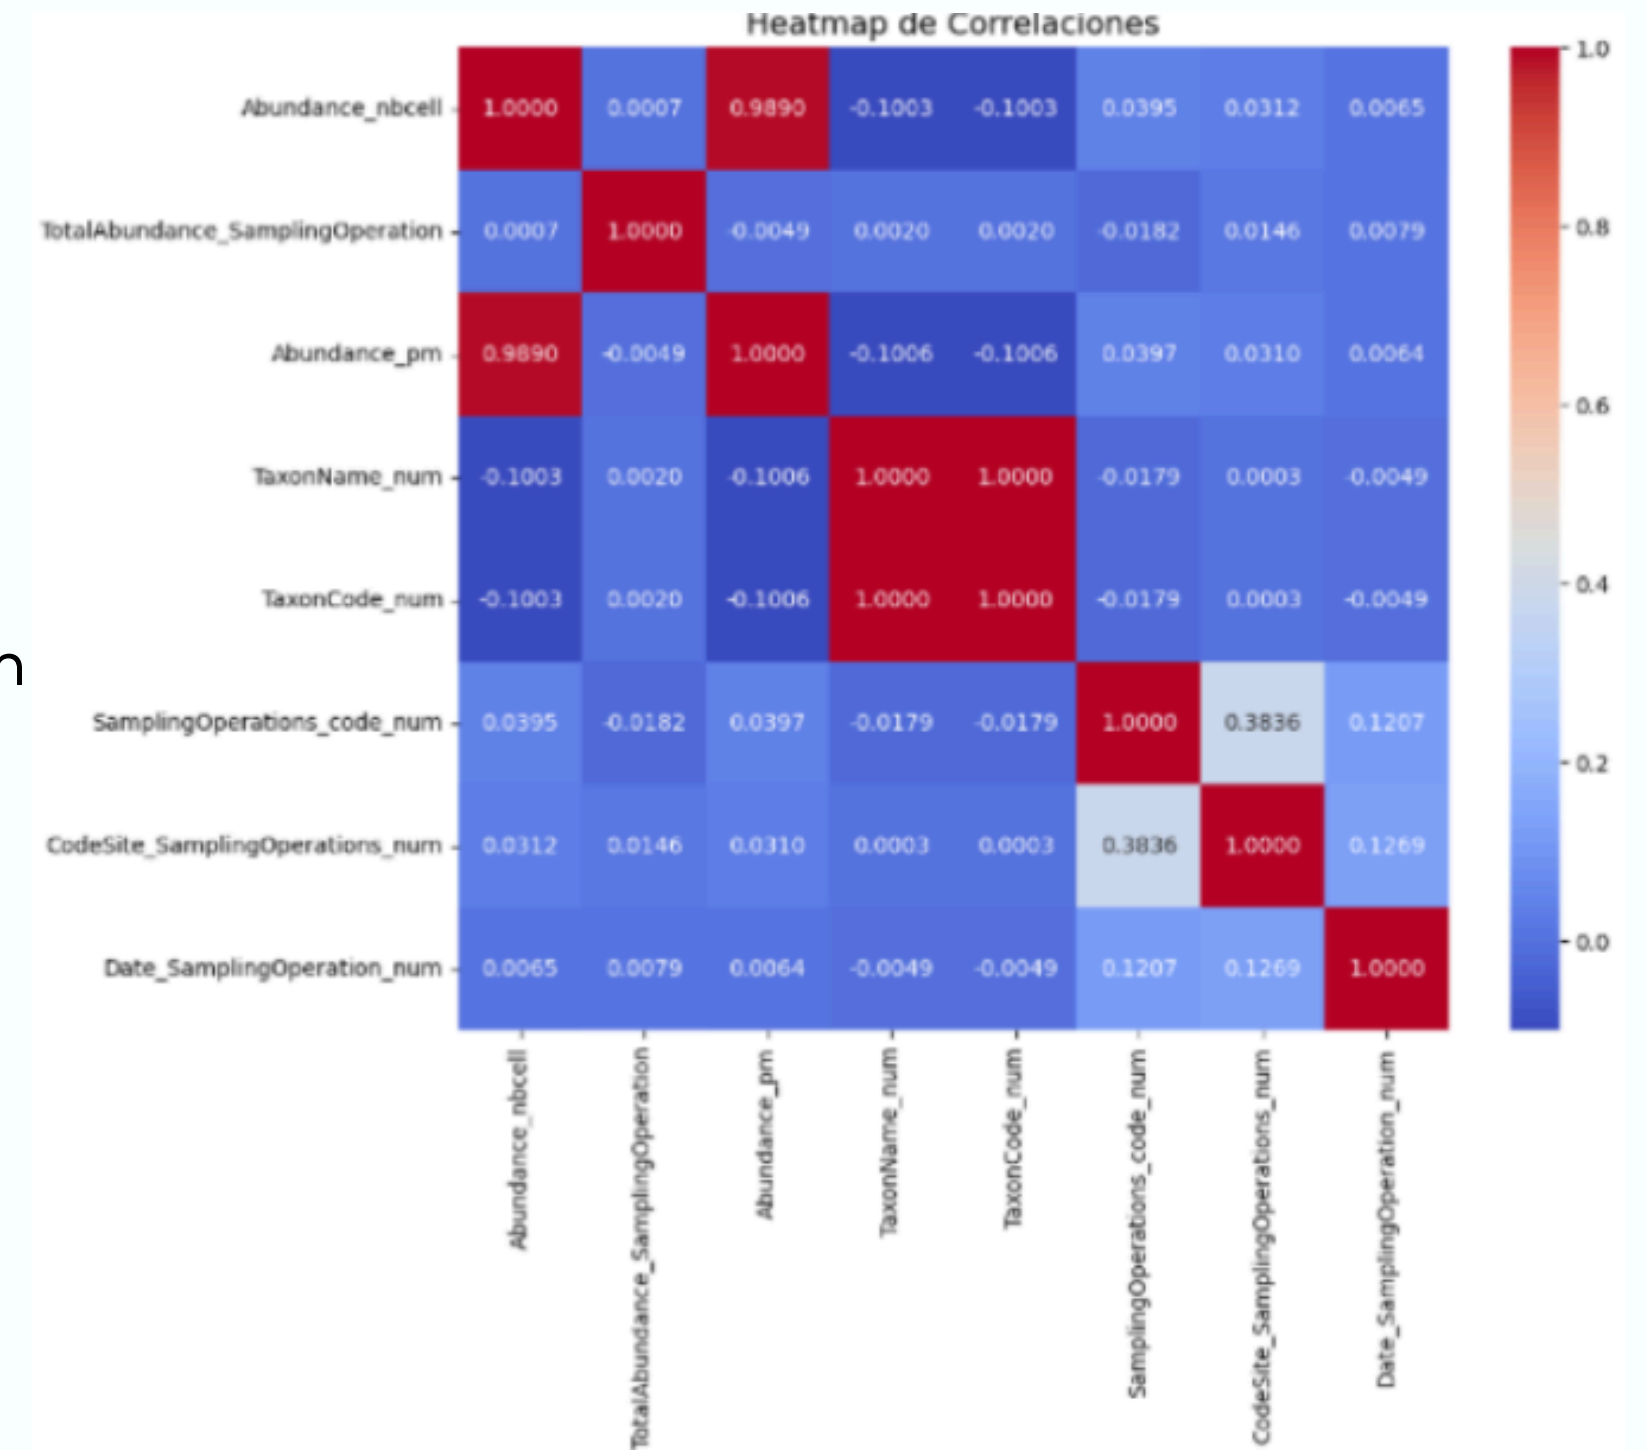 Heatmap de Correlaciones
Abundance_nbcell 1.0000 0.0007 0.9890 -0.1003 -0.1003 0.0395 0.0312 0.0065
TotalAbundance_SamplingOperation 0.0007 1.0000 -0.0049 0.0020 0.0020 -0.0182 0.0146 0.0079
Abundance_pm 0.9890 -0.0049 1.0000 -0.1006 -0.1006 0.0397 0.0310 0.0064
TaxonName_num -0.1003 0.0020 -0.1006 1.0000 1.0000 -0.0179 0.0003 -0.0049
TaxonCode_num -0.1003 0.0020 -0.1006 1.0000 1.0000 -0.0179 0.0003 -0.0049
n
SamplingOperations_code_num 0.0395 -0.0182 0.0397 -0.0179 -0.0179 1.0000 0.3836 0.1207
CodeSite_SamplingOperations_num 0.0312 0.0146 0.0310 0.0003 0.0003 0.3836 1.0000 0.1269
Date_SamplingOperation_num 0.0065 0.0079 0.0064 -0.0049 -0.0049 0.1207 0.1269 1.0000
Abundance_nbcell
TotalAbundance_SamplingOperation
Abundance_pm
TaxonName_num
TaxonCode_num
SamplingOperations_code_num
CodeSite_SamplingOperations_num
Date_SamplingOperation_num
1.0
0.8
0.6
0.4
0.2
0.0